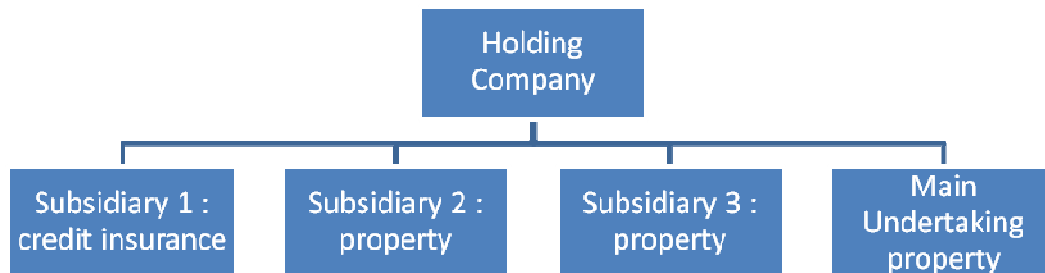 Holding
Company
Subsidiary 1 :
credit insurance
Subsidiary 2 :
property
Subsidiary 3 :
property
Main
Undertaking
property